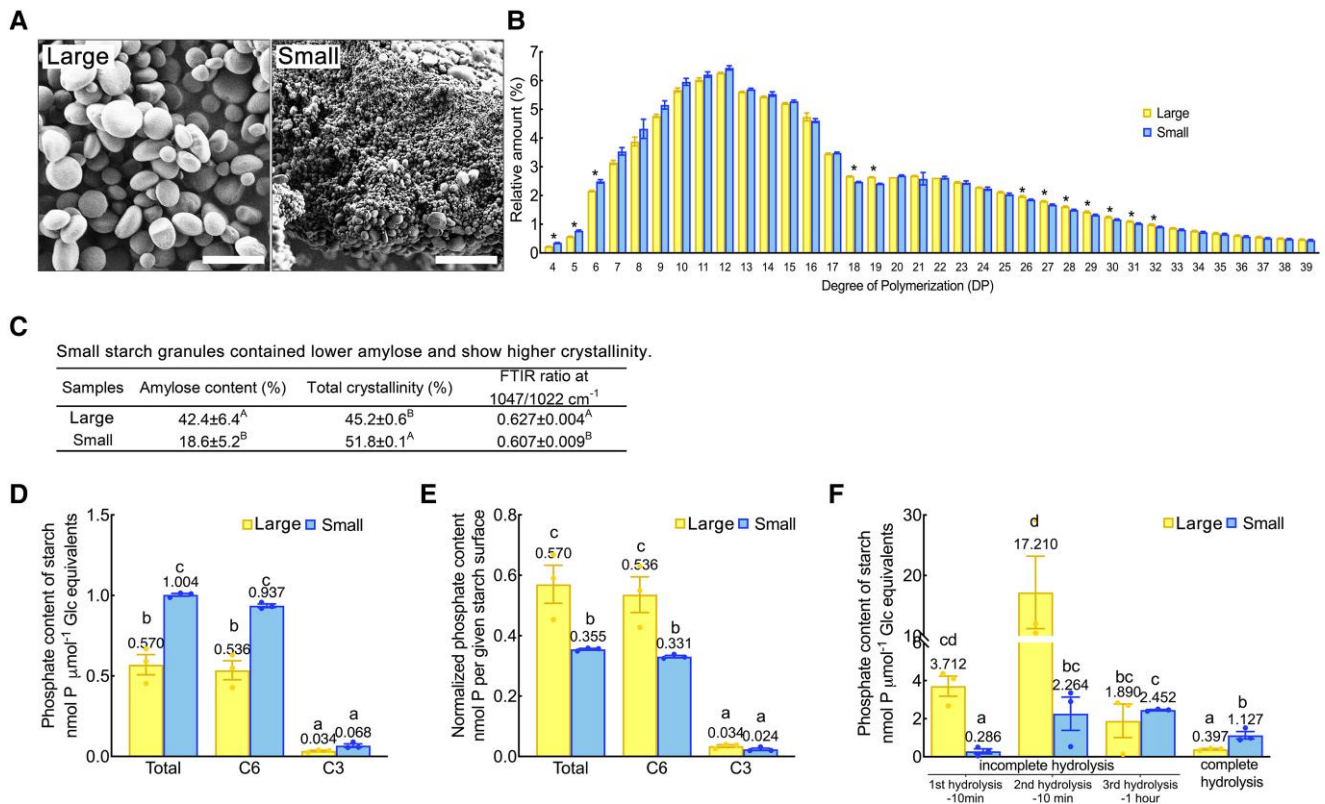 A
Large
Small
B
Relative amount (%)
7
6
5
4
3
2
1
0
Large
Small
* * * * * * * * * * * *
4 5 6 7 8 9 10 11 12 13 14 15 16 17 18 19 20 21 22 23 24 25 26 27 28 29 30 31 32 33 34 35 36 37 38 39
Degree of Polymerization (DP)
C
Small starch granules contained lower amylose and show higher crystallinity.
Samples Amylose content (%) Total crystallinity (%) FTIR ratio at
1047/1022 cm⁻¹
Large 42.4±6.4ᴬ 45.2±0.6ᴮ 0.627±0.004ᴬ
Small 18.6±5.2ᴮ 51.8±0.1ᴬ 0.607±0.009ᴮ
D
Phosphate content of starch
nmol P μmol⁻¹ Glc equivalents
1.5
1.0
0.5
0.0
Large Small
b c b c a a
0.570 1.004 0.536 0.937 0.034 0.068
Total C6 C3
E
Normalized phosphate content
nmol P per given starch surface
0.8
0.6
0.4
0.2
0.0
Large Small
c b c b a a
0.570 0.355 0.536 0.331 0.034 0.024
Total C6 C3
F
Phosphate content of starch
nmol P μmol⁻¹ Glc equivalents
30
20
10
6
4
2
0
Large Small
cd a d bc bc c a b
3.712 0.286 17.210 2.264 1.890 2.452 0.397 1.127
incomplete hydrolysis
1st hydrolysis
-10min
2nd hydrolysis
-10 min
3rd hydrolysis
-1 hour
complete
hydrolysis